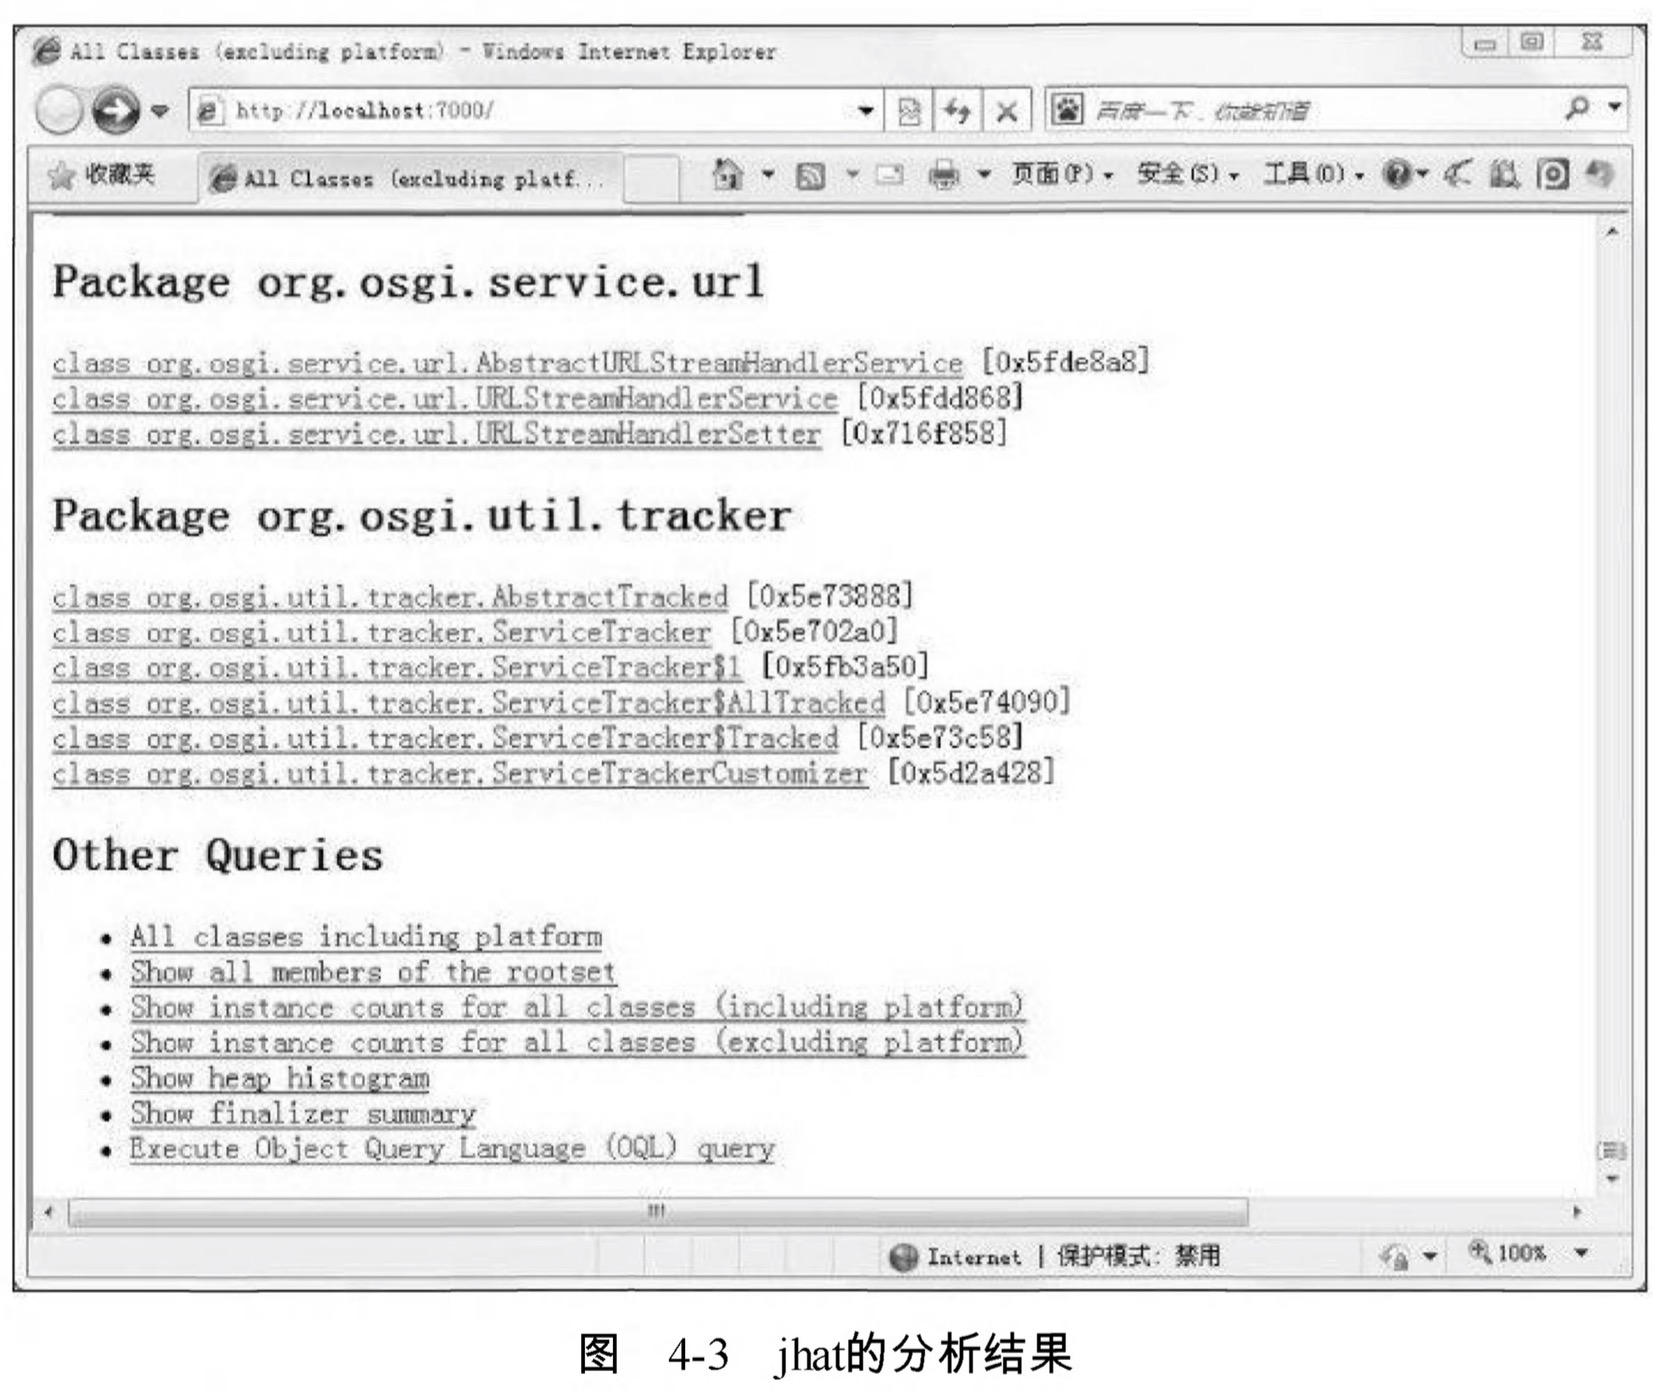 All Classes (excluding platform) - Windows Internet Explorer
http://localhost:7000/
百度一下，你就知道
收藏夹
All Classes (excluding platf...
页面(P)
安全(S)
工具(O)
Package org.osgi.service.url
class org.osgi.service.url.AbstractURLStreamHandlerService [0x5fde8a8]
class org.osgi.service.url.URLStreamHandlerService [0x5fdd868]
class org.osgi.service.url.URLStreamHandlerSetter [0x716f858]
Package org.osgi.util.tracker
class org.osgi.util.tracker.AbstractTracked [0x5e73888]
class org.osgi.util.tracker.ServiceTracker [0x5e702a0]
class org.osgi.util.tracker.ServiceTracker$1 [0x5fb3a50]
class org.osgi.util.tracker.ServiceTracker$AllTracked [0x5e74090]
class org.osgi.util.tracker.ServiceTracker$Tracked [0x5e73c58]
class org.osgi.util.tracker.ServiceTrackerCustomizer [0x5d2a428]
Other Queries
• All classes including platform
• Show all members of the rootset
• Show instance counts for all classes (including platform)
• Show instance counts for all classes (excluding platform)
• Show heap histogram
• Show finalizer summary
• Execute Object Query Language (OQL) query
Internet | 保护模式: 禁用
100%
图 4-3 jhat的分析结果